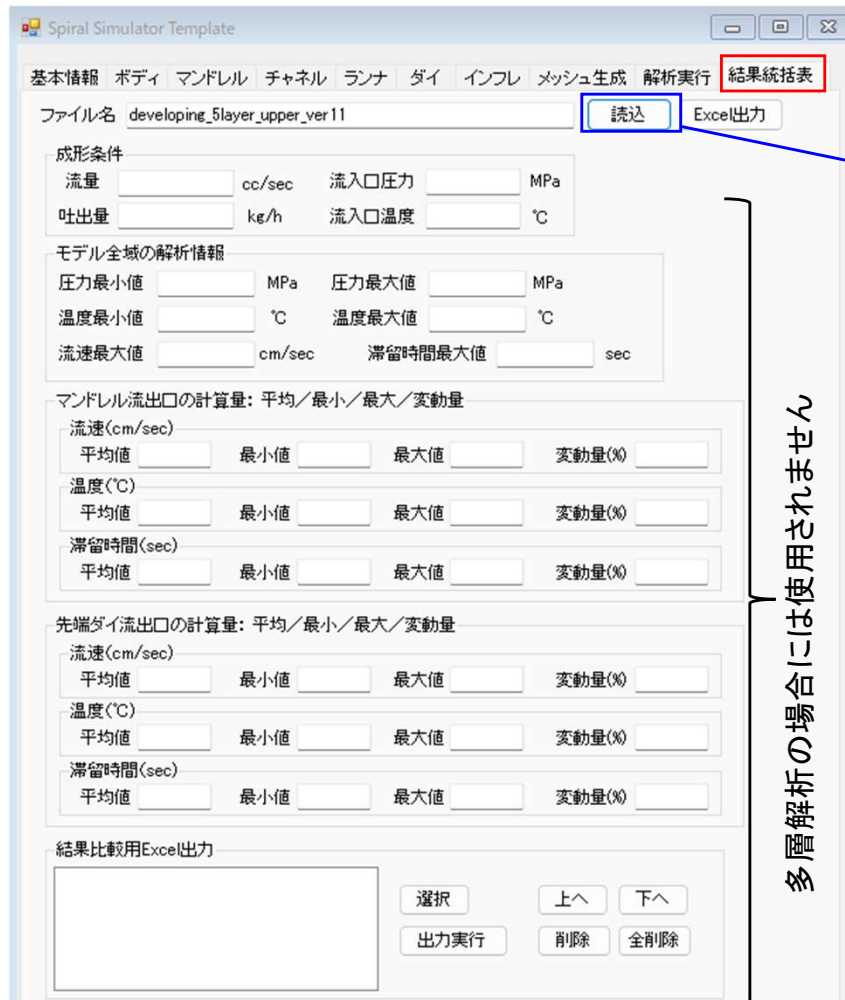 Spiral Simulator Template
基本情報 ボディ マンドレル チャネル ランナ ダイ インフレ メッシュ生成 解析実行 結果統括表
ファイル名 developing_5layer_upper_ver11 読込 Excel出力
成形条件
流量 cc/sec 流入口圧力 MPa
吐出量 kg/h 流入口温度 ℃
モデル全域の解析情報
圧力最小値 MPa 圧力最大値 MPa
温度最小値 ℃ 温度最大値 ℃
流速最大値 cm/sec 滞留時間最大値 sec
マンドレル流出口の計算量: 平均/最小/最大/変動量
流速(cm/sec)
平均値 最小値 最大値 変動量(%)
温度(℃)
平均値 最小値 最大値 変動量(%)
滞留時間(sec)
平均値 最小値 最大値 変動量(%)
先端ダイ流出口の計算量: 平均/最小/最大/変動量
流速(cm/sec)
平均値 最小値 最大値 変動量(%)
温度(℃)
平均値 最小値 最大値 変動量(%)
滞留時間(sec)
平均値 最小値 最大値 変動量(%)
結果比較用Excel出力
選択 上へ 下へ
出力実行 削除 全削除
多層解析の場合には使用されません